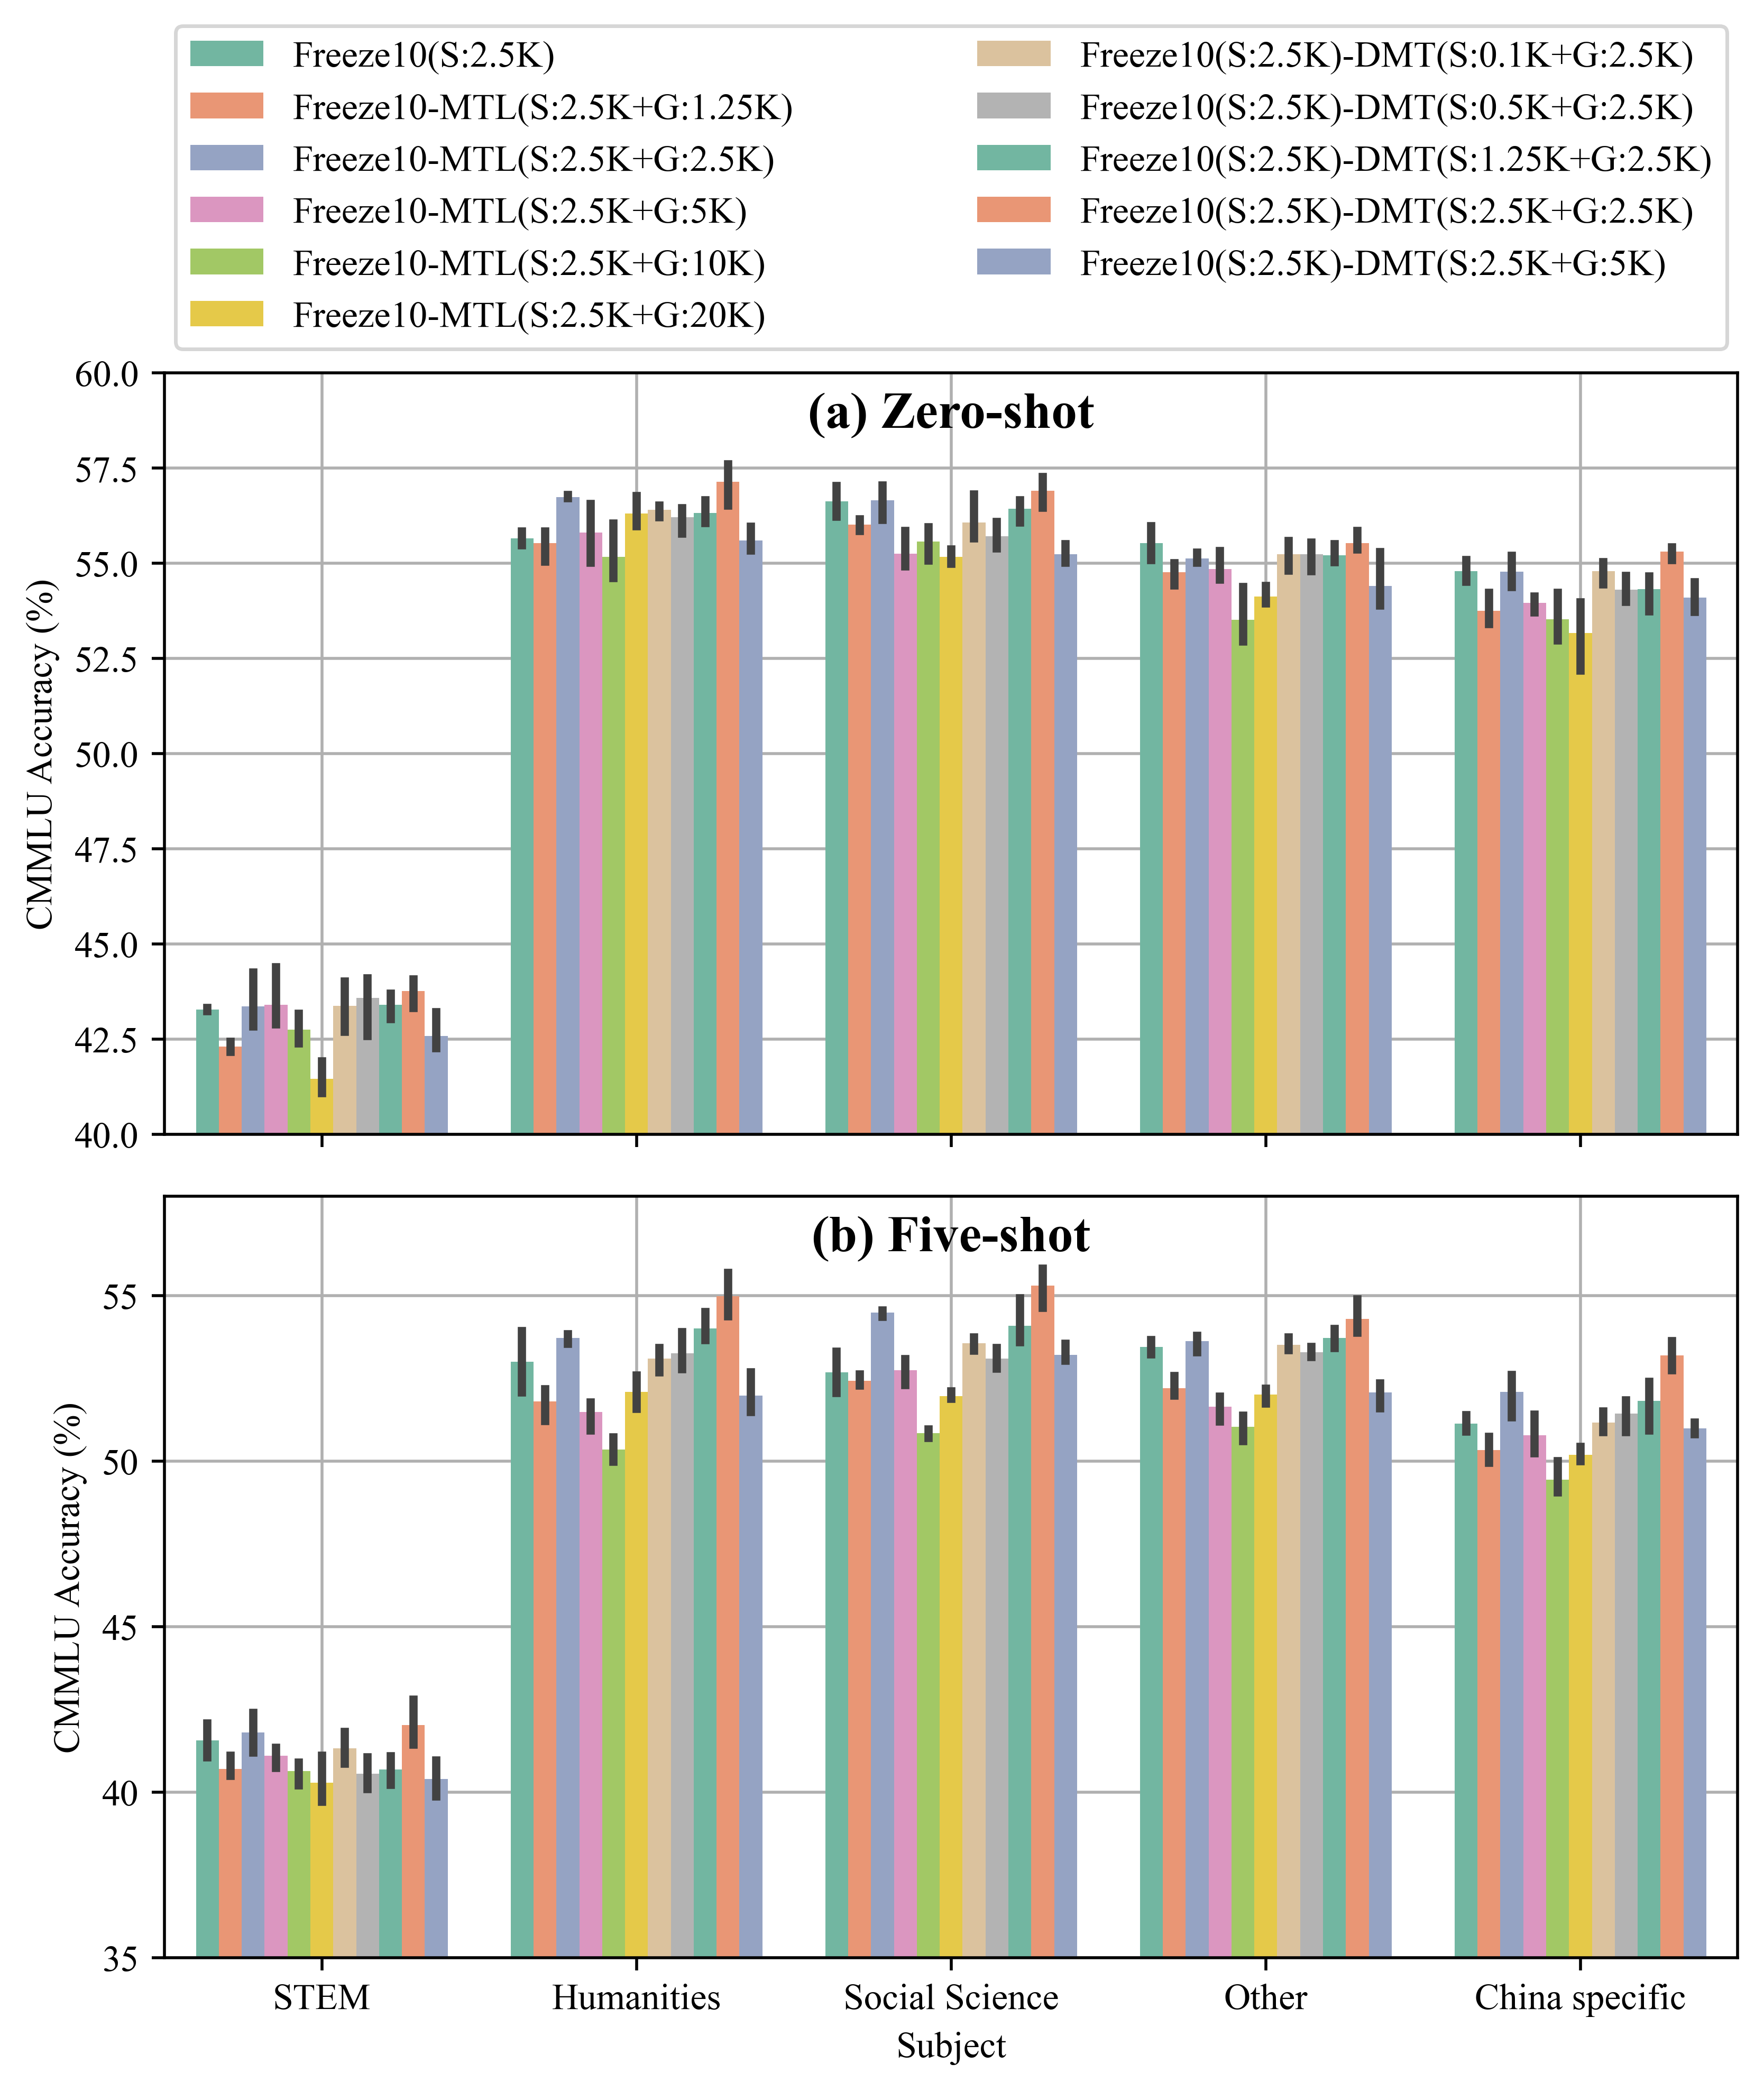 Freeze10(S:2.5K)
Freeze10-MTL(S:2.5K+G:1.25K)
Freeze10-MTL(S:2.5K+G:2.5K)
Freeze10-MTL(S:2.5K+G:5K)
Freeze10-MTL(S:2.5K+G:10K)
Freeze10-MTL(S:2.5K+G:20K)
Freeze10(S:2.5K)-DMT(S:0.1K+G:2.5K)
Freeze10(S:2.5K)-DMT(S:0.5K+G:2.5K)
Freeze10(S:2.5K)-DMT(S:1.25K+G:2.5K)
Freeze10(S:2.5K)-DMT(S:2.5K+G:2.5K)
Freeze10(S:2.5K)-DMT(S:2.5K+G:5K)
(a) Zero-shot
CMMLU Accuracy (%)
60.0
57.5
55.0
52.5
50.0
47.5
45.0
42.5
40.0
(b) Five-shot
CMMLU Accuracy (%)
55
50
45
40
35
STEM
Humanities
Social Science
Other
China specific
Subject